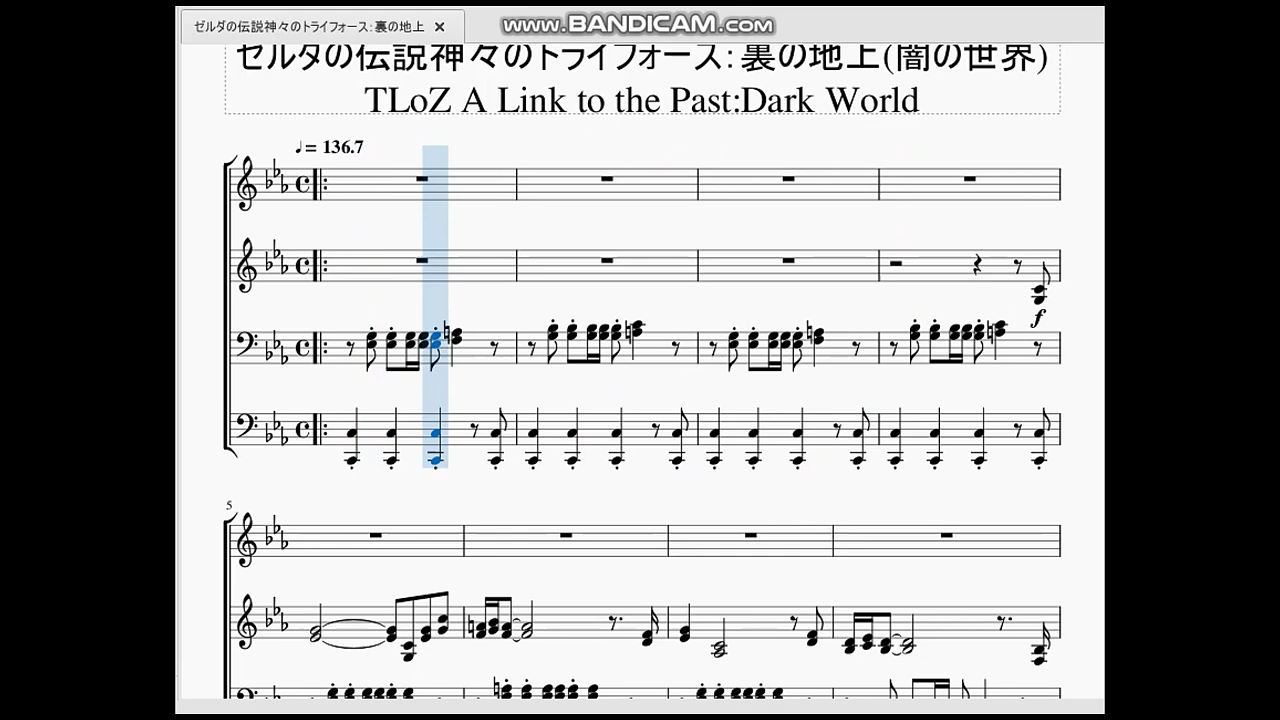 ゼルダの伝説神々のトライフォース：裏の地上 ×
www.BANDICAM.com
ゼルダの伝説神々のトライフォース：裏の地上(闇の世界)
TLoZ A Link to the Past:Dark World
♩= 136.7
f
5